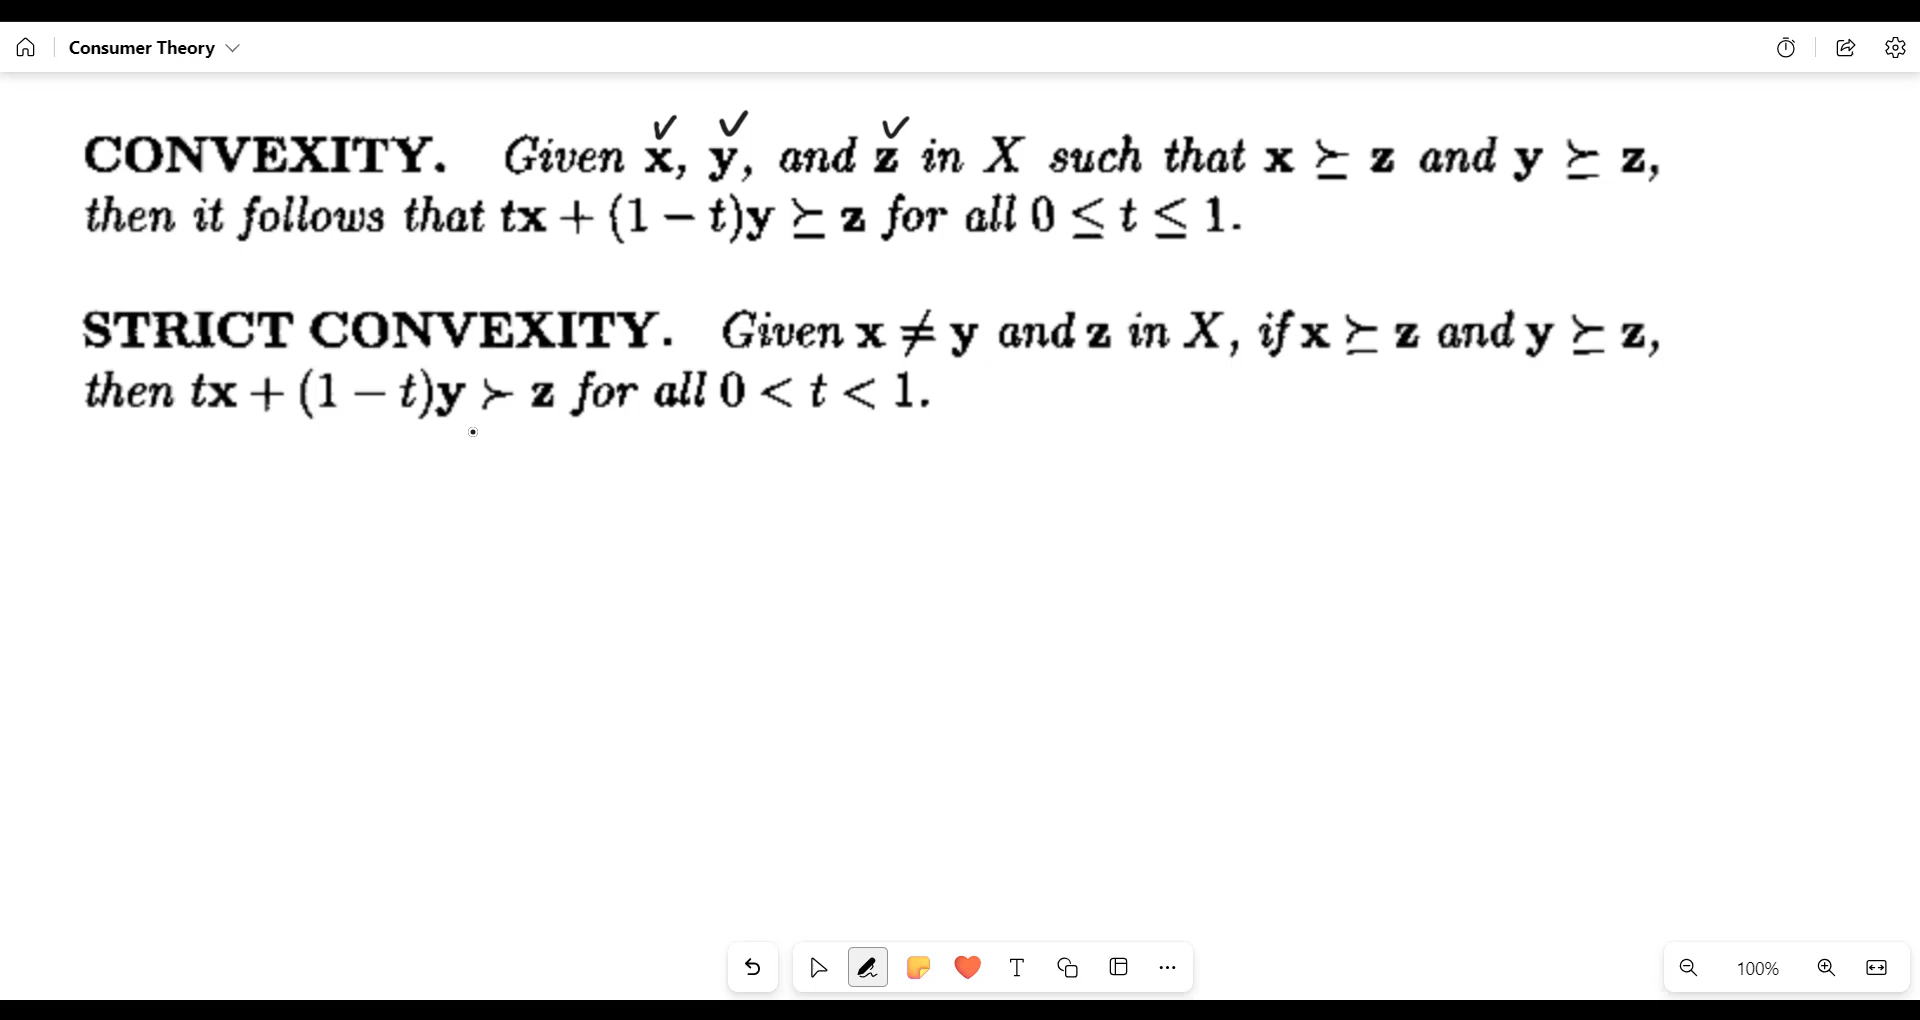 Consumer Theory
CONVEXITY. Given x, y, and z in X such that x ⪰ z and y ⪰ z,
then it follows that tx + (1 − t)y ⪰ z for all 0 ≤ t ≤ 1.
STRICT CONVEXITY. Given x ≠ y and z in X, if x ⪰ z and y ⪰ z,
then tx + (1 − t)y ≻ z for all 0 < t < 1.
100%